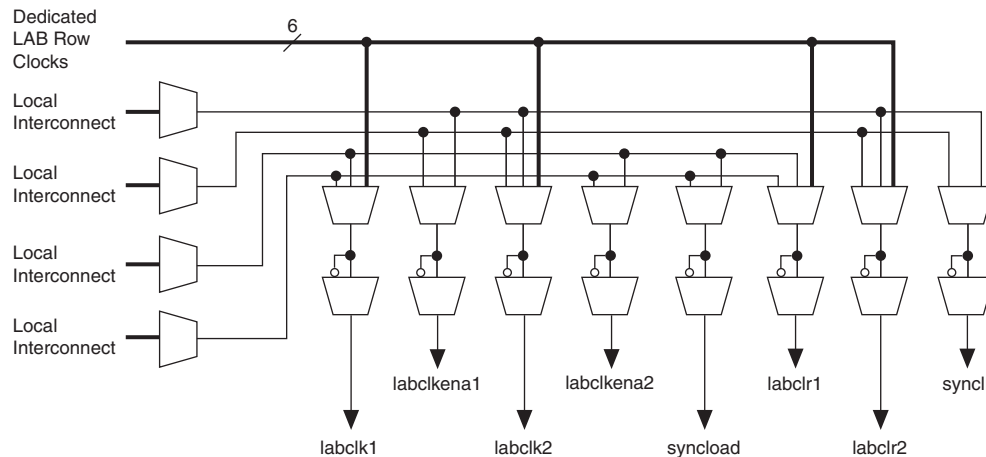 Dedicated
LAB Row
Clocks
6
Local
Interconnect
Local
Interconnect
Local
Interconnect
Local
Interconnect
labclkena1
labclkena2
labclr1
syncl
labclk1
labclk2
syncload
labclr2